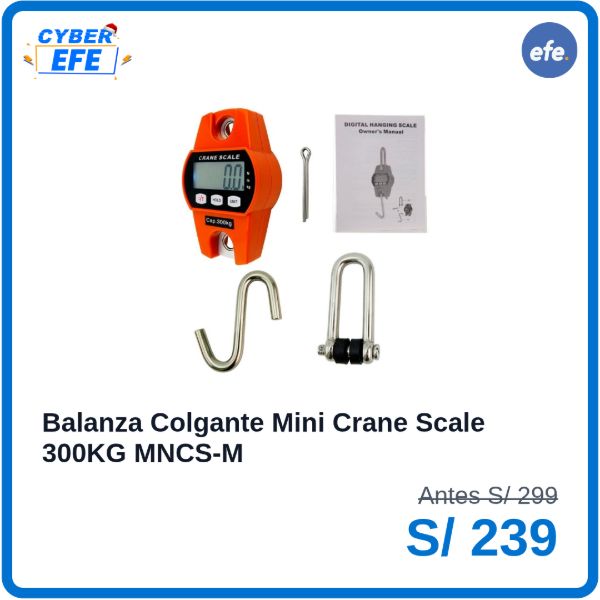 CYBER
EFE
efe.
CRANE SCALE
0.0
HOLD
UNIT
Cap.300kg
DIGITAL HANGING SCALE
Owner's Manual
Balanza Colgante Mini Crane Scale
300KG MNCS-M
Antes S/ 299
S/ 239